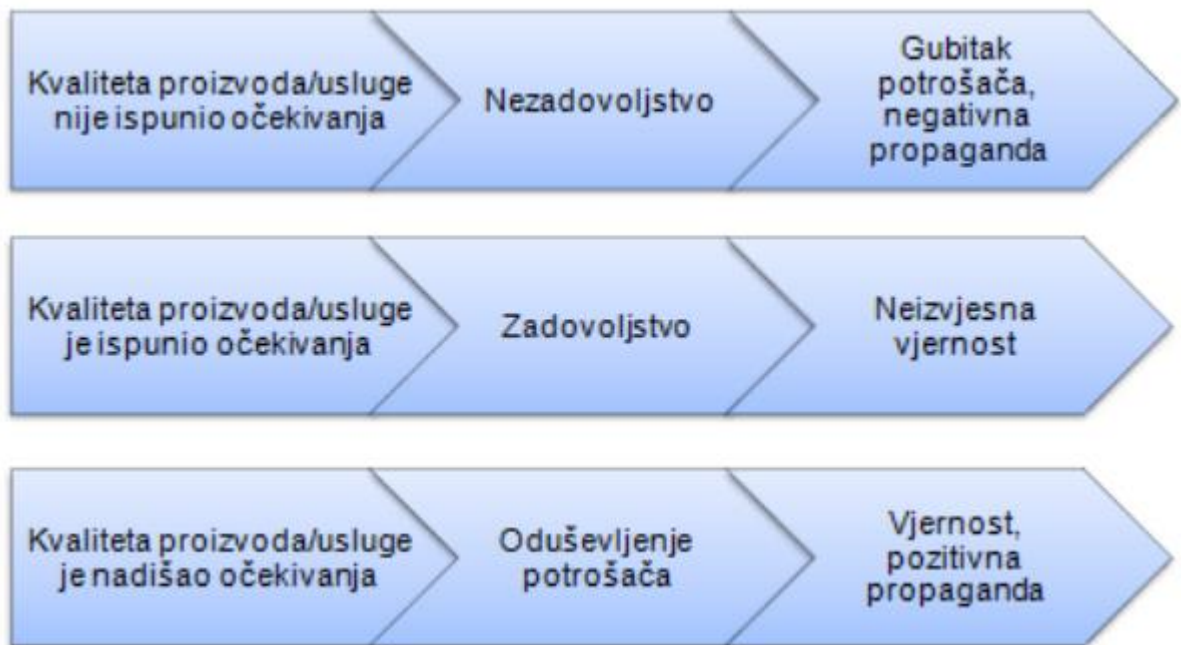 Kvaliteta proizvoda/usluge
nije ispunio očekivanja
Nezadovoljstvo
Gubitak
potrošača,
negativna
propaganda
Kvaliteta proizvoda/usluge
je ispunio očekivanja
Zadovoljstvo
Neizvjesna
vjernost
Kvaliteta proizvoda/usluge
je nadišao očekivanja
Oduševljenje
potrošača
Vjernost,
pozitivna
propaganda